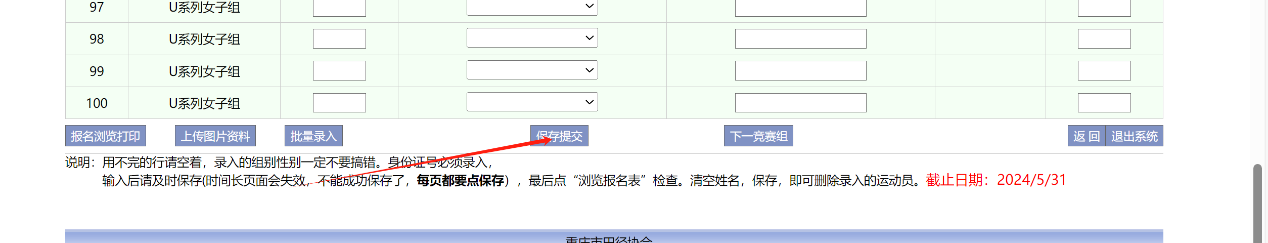 97 U系列女子组
98 U系列女子组
99 U系列女子组
100 U系列女子组
报名浏览打印 上传图片资料 批量录入 保存提交 下一竞赛组 返 回 退出系统
说明：用不完的行请空着，录入的组别性别一定不要搞错。身份证号必须录入，
输入后请及时保存(时间长页面会失效，不能成功保存了，每页都要点保存），最后点“浏览报名表”检查。清空姓名，保存，即可删除录入的运动员。截止日期：2024/5/31
重庆市田径协会